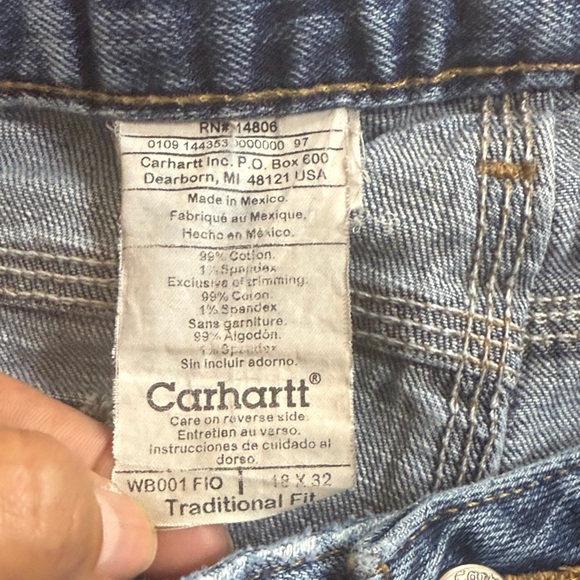 RN# 14806
0109 144353 0000000 97
Carhartt Inc. P.O. Box 600
Dearborn, MI 48121 USA
Made in Mexico.
Fabriqué au Mexique.
Hecho en México.
99% Cotton.
1% Spandex
Exclusive of trimming.
99% Coton.
1% Spandex
Sans garniture.
99% Algodón.
1% Spandex
Sin incluir adorno.
Carhartt®
Care on reverse side.
Entretien au verso.
Instrucciones de cuidado al
dorso.
WB001 FIO X 32
Traditional Fit